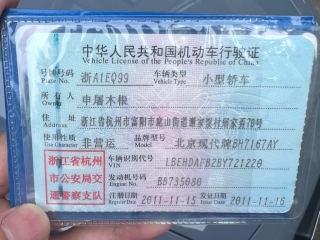 中华人民共和国机动车行驶证
Vehicle License of the People's Republic of China
号牌号码 浙A1EQ99 车辆类型 小型轿车
Plate No. Vehicle Type
所有人 申屠木根
Owner
住址
Address
使用性质 非营运 品牌型号 北京现代牌BH7167AY
Use Character Model
浙江省杭州 车辆识别代号 LBEHDAFB2BY721220
VIN
市公安局交 发动机号码 BB735080
Engine No.
通警察支队 注册日期 2011-11-15 发证日期 2011-11-16
Register Date Issue Date